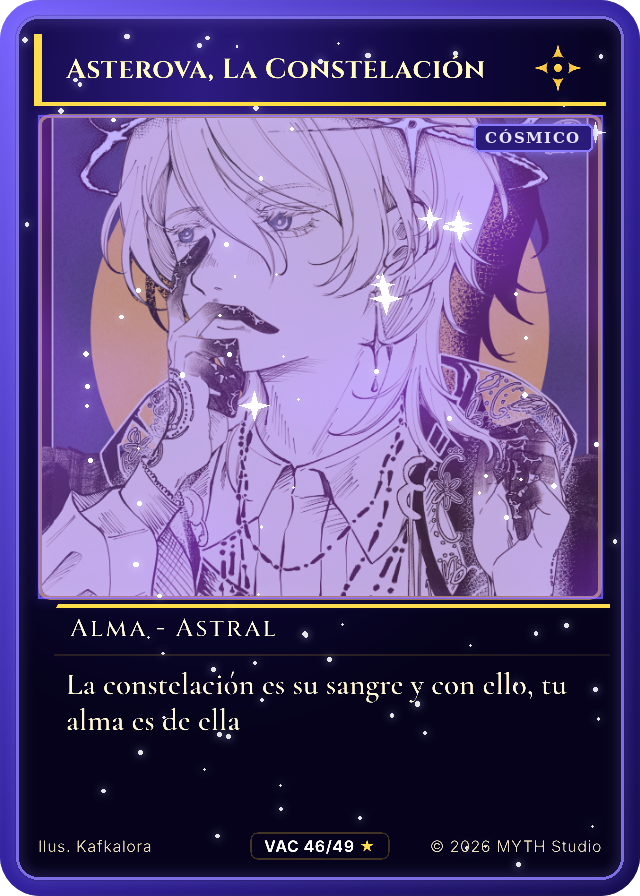 Asterova, La Constelación
CÓSMICO
Alma - Astral
La constelación es su sangre y con ello, tu
alma es de ella
Ilus. Kafkalora
VAC 46/49 ★
© 2026 MYTH Studio